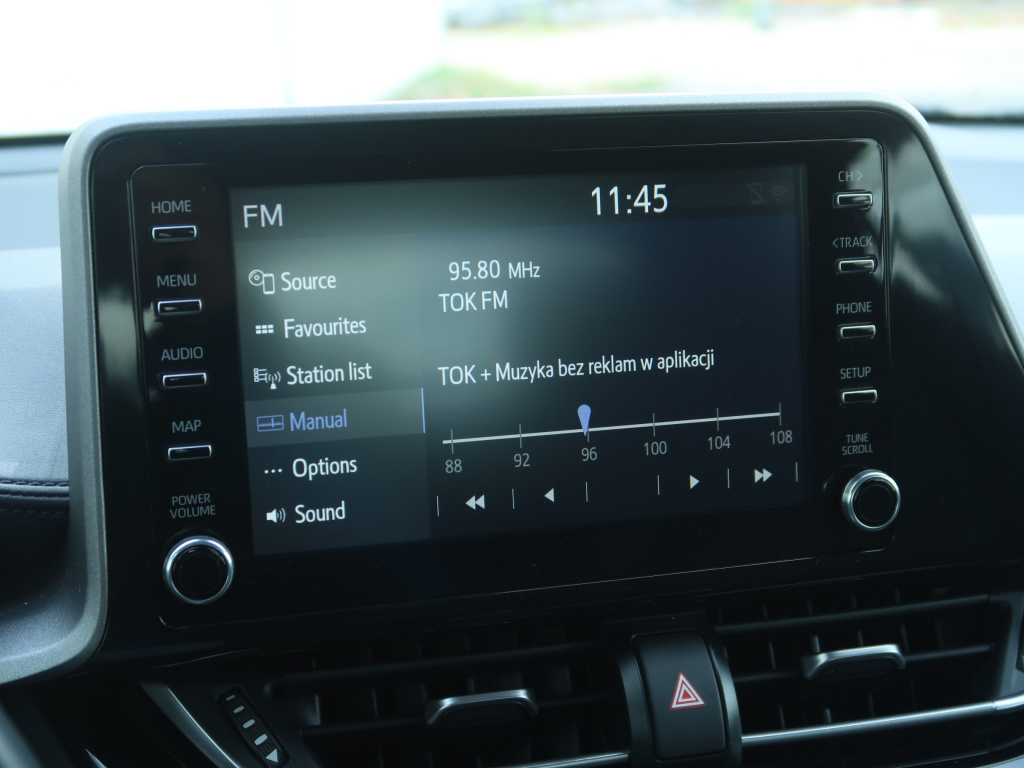 HOME
MENU
AUDIO
MAP
POWER
VOLUME
FM
11:45
Source
Favourites
Station list
Manual
Options
Sound
95.80 MHz
TOK FM
TOK + Muzyka bez reklam w aplikacji
88 92 96 100 104 108
CH>
<TRACK
PHONE
SETUP
TUNE
SCROLL